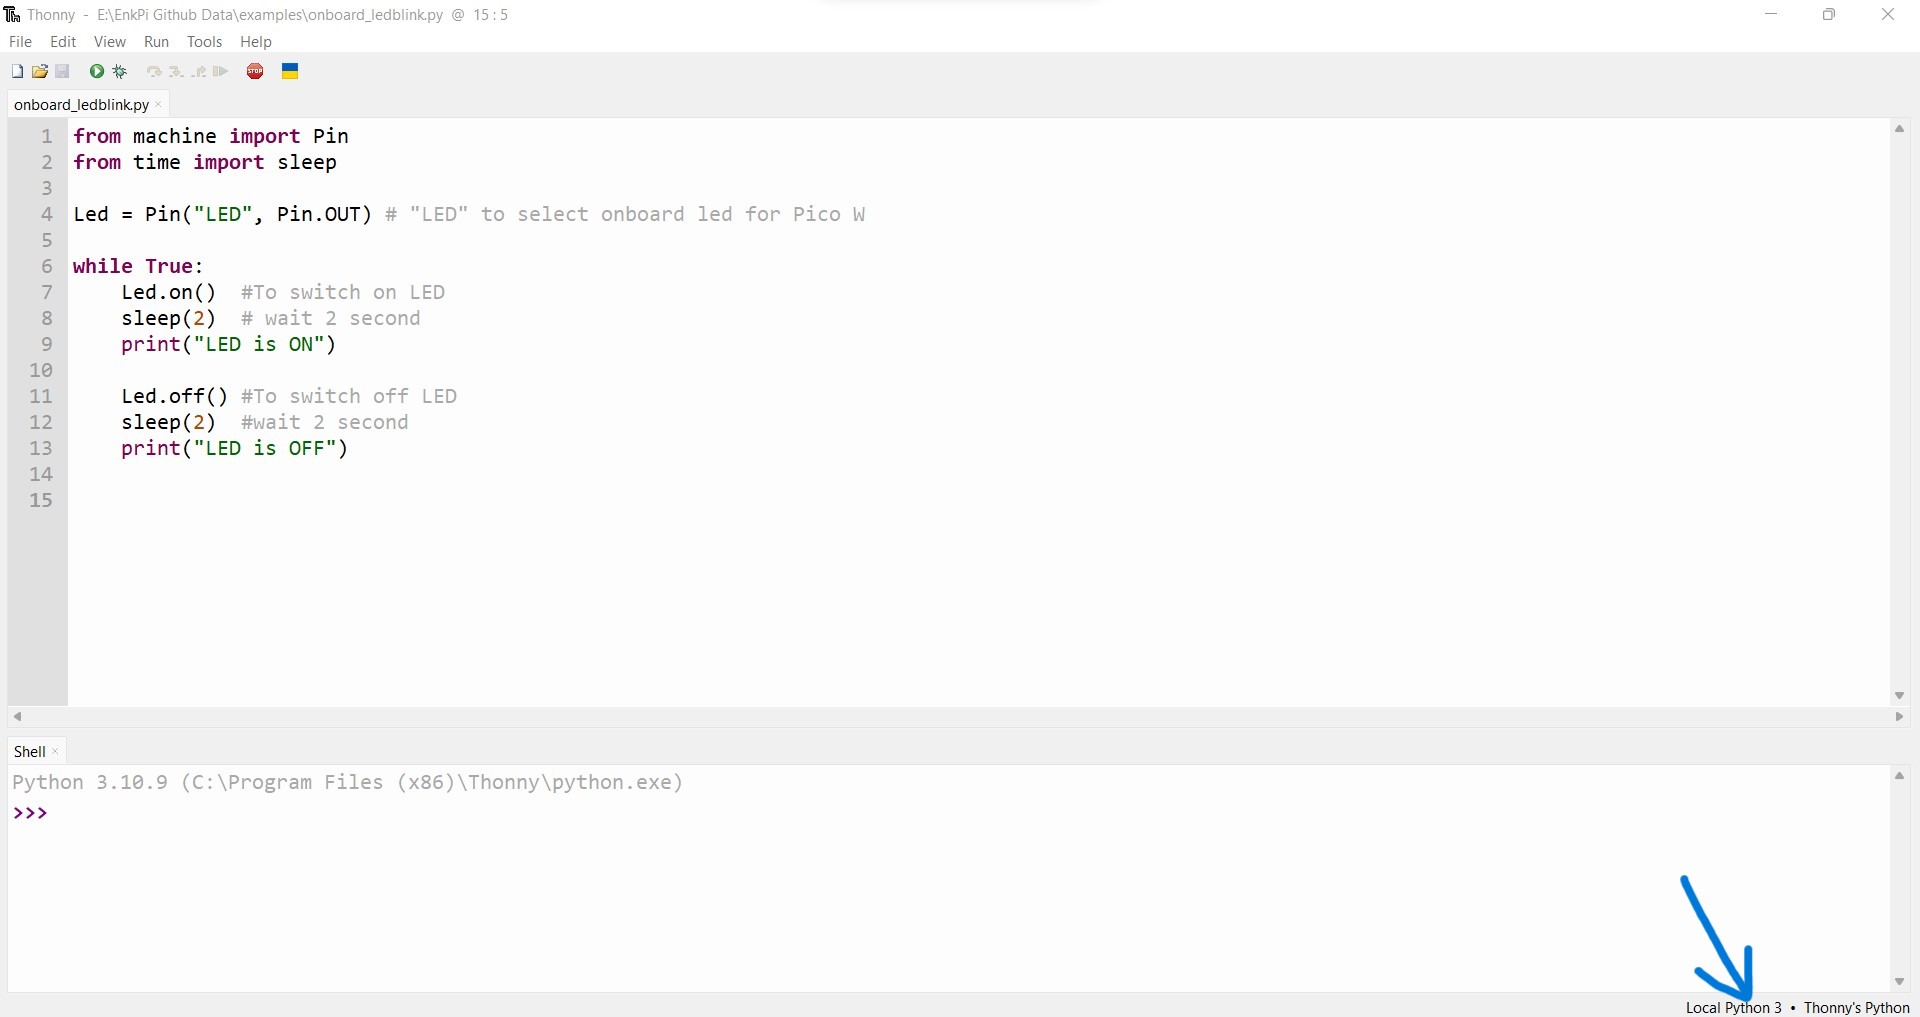 Thonny - E:\EnkPi Github Data\examples\onboard_ledblink.py @ 15 : 5
File Edit View Run Tools Help
STOP
onboard_ledblink.py ×
1 from machine import Pin
2 from time import sleep
3
4 Led = Pin("LED", Pin.OUT) # "LED" to select onboard led for Pico W
5
6 while True:
7     Led.on()  #To switch on LED
8     sleep(2)  # wait 2 second
9     print("LED is ON")
10
11     Led.off() #To switch off LED
12     sleep(2)  #wait 2 second
13     print("LED is OFF")
14
15
Shell ×
Python 3.10.9 (C:\Program Files (x86)\Thonny\python.exe)
>>>
Local Python 3 • Thonny's Python